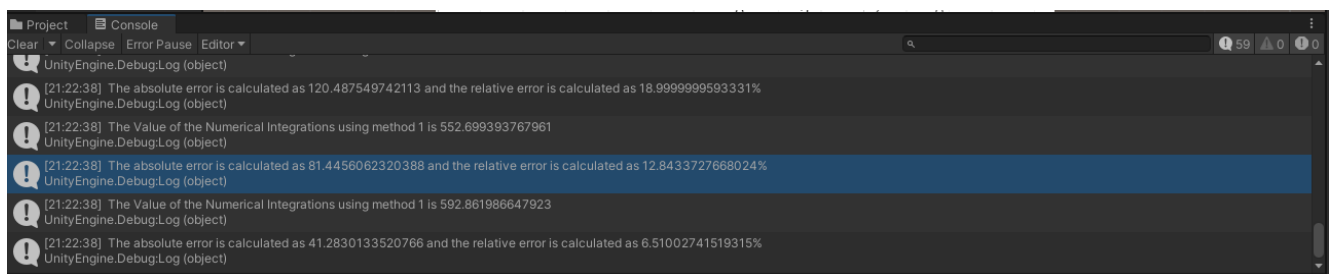 Project Console
Clear Collapse Error Pause Editor 59 0 0
UnityEngine.Debug:Log (object)
[21:22:38] The absolute error is calculated as 120.487549742113 and the relative error is calculated as 18.9999999593331%
UnityEngine.Debug:Log (object)
[21:22:38] The Value of the Numerical Integrations using method 1 is 552.699393767961
UnityEngine.Debug:Log (object)
[21:22:38] The absolute error is calculated as 81.4456062320388 and the relative error is calculated as 12.8433727668024%
UnityEngine.Debug:Log (object)
[21:22:38] The Value of the Numerical Integrations using method 1 is 592.861986647923
UnityEngine.Debug:Log (object)
[21:22:38] The absolute error is calculated as 41.2830133520766 and the relative error is calculated as 6.51002741519315%
UnityEngine.Debug:Log (object)